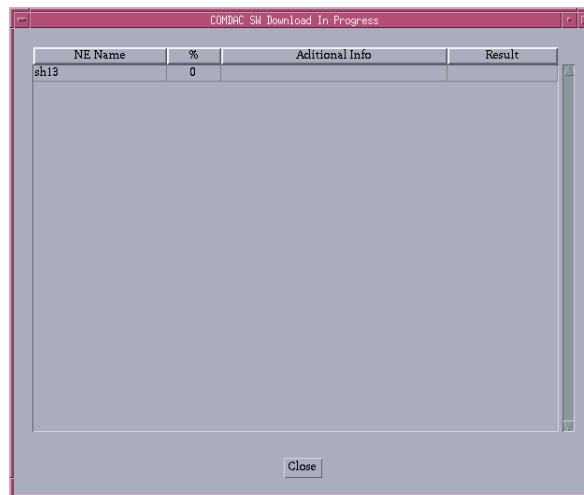 COMDAC SW Download In Progress
NE Name % Aditional Info Result
sh13 0
Close